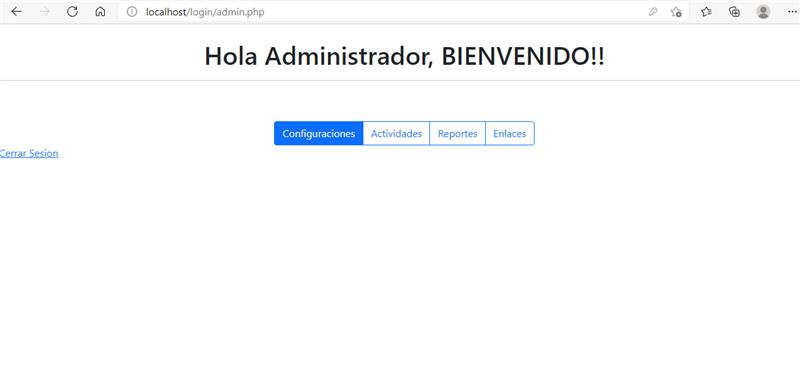 localhost/login/admin.php
Hola Administrador, BIENVENIDO!!
Configuraciones Actividades Reportes Enlaces
Cerrar Sesion